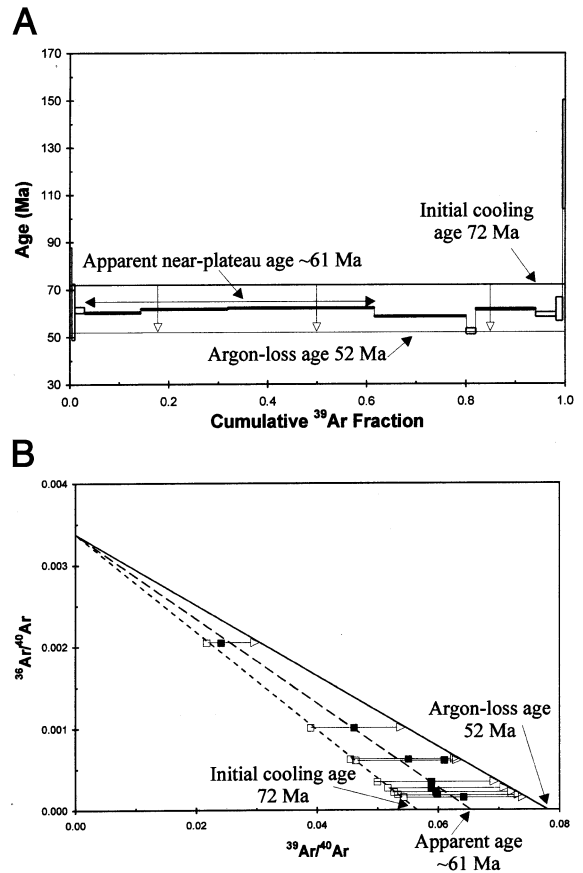 A
170
150
130
110
90
70
50
30
Age (Ma)
Initial cooling
age 72 Ma
Apparent near-plateau age ~61 Ma
Argon-loss age 52 Ma
0.0 0.2 0.4 0.6 0.8 1.0
Cumulative ³⁹Ar Fraction
B
0.004
0.003
0.002
0.001
0.000
³⁶Ar/⁴⁰Ar
Argon-loss age
52 Ma
Initial cooling age
72 Ma
0.00 0.02 0.04 0.06 0.08
³⁹Ar/⁴⁰Ar
Apparent age
~61 Ma